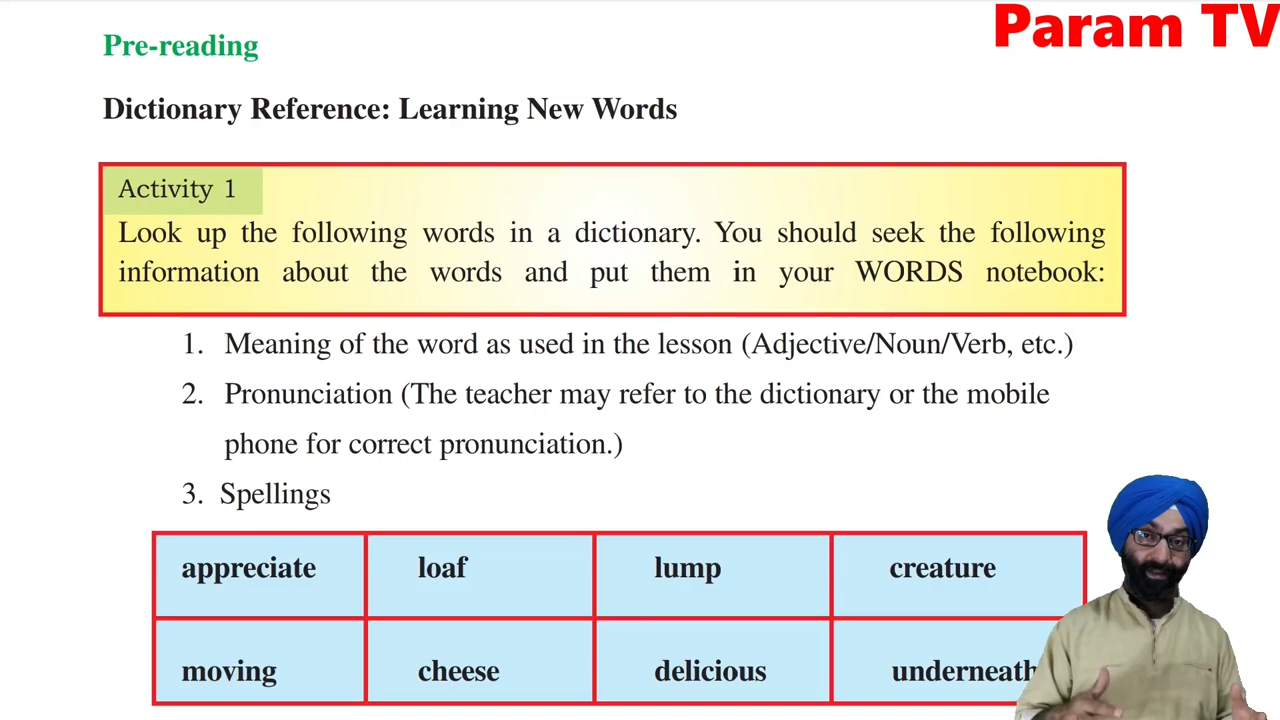 Param TV
Pre-reading
Dictionary Reference: Learning New Words
Activity 1
Look up the following words in a dictionary. You should seek the following
information about the words and put them in your WORDS notebook:
1. Meaning of the word as used in the lesson (Adjective/Noun/Verb, etc.)
2. Pronunciation (The teacher may refer to the dictionary or the mobile
phone for correct pronunciation.)
3. Spellings
appreciate loaf lump creature
moving cheese delicious underneath